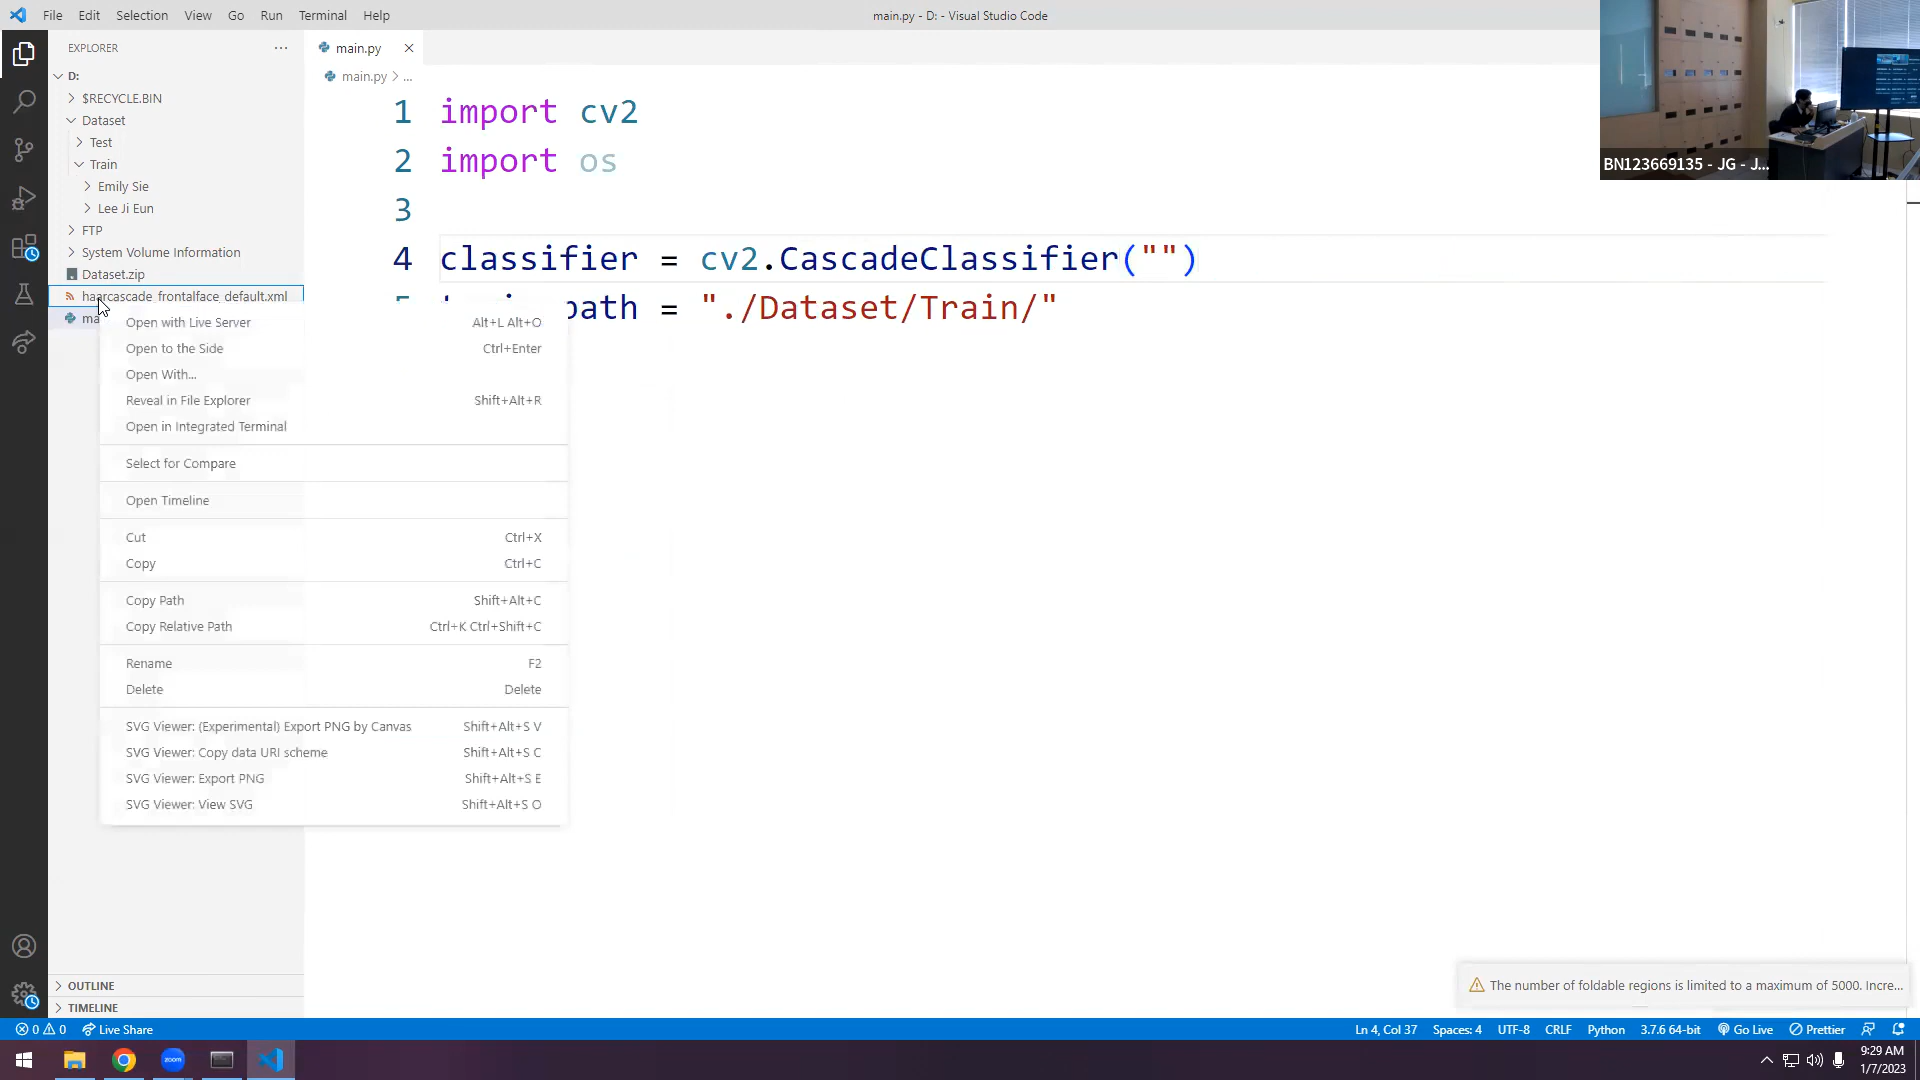 File Edit Selection View Go Run Terminal Help
main.py - D: - Visual Studio Code
EXPLORER
D:
$RECYCLE.BIN
Dataset
Test
Train
Emily Sie
Lee Ji Eun
FTP
System Volume Information
Dataset.zip
haarcascade_frontalface_default.xml
ma
main.py
main.py > ...
1 import cv2
2 import os
3
4 classifier = cv2.CascadeClassifier("")
path = "./Dataset/Train/"
Open with Live Server Alt+L Alt+O
Open to the Side Ctrl+Enter
Open With...
Reveal in File Explorer Shift+Alt+R
Open in Integrated Terminal
Select for Compare
Open Timeline
Cut Ctrl+X
Copy Ctrl+C
Copy Path Shift+Alt+C
Copy Relative Path Ctrl+K Ctrl+Shift+C
Rename F2
Delete Delete
SVG Viewer: (Experimental) Export PNG by Canvas Shift+Alt+S V
SVG Viewer: Copy data URI scheme Shift+Alt+S C
SVG Viewer: Export PNG Shift+Alt+S E
SVG Viewer: View SVG Shift+Alt+S O
BN123669135 - JG - J...
OUTLINE
TIMELINE
The number of foldable regions is limited to a maximum of 5000. Incre...
0 0 Live Share
Ln 4, Col 37 Spaces: 4 UTF-8 CRLF Python 3.7.6 64-bit Go Live Prettier
zoom
9:29 AM
1/7/2023